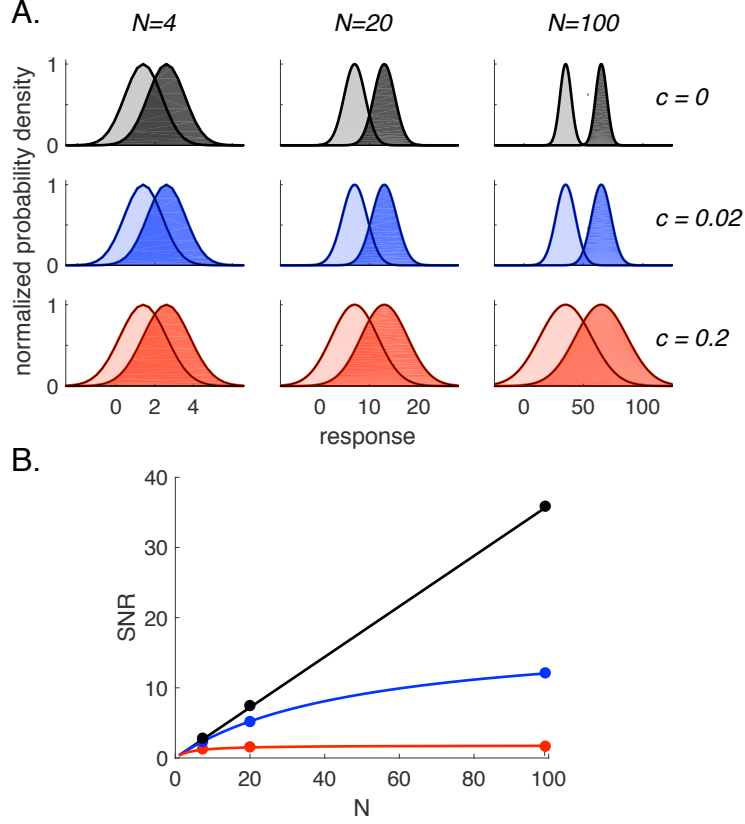 A.
N=4 N=20 N=100
normalized probability density
1
0
c = 0
1
0
c = 0.02
1
0
c = 0.2
0 2 4 0 10 20 0 50 100
response
B.
40
30
20
10
0
SNR
0 20 40 60 80 100
N